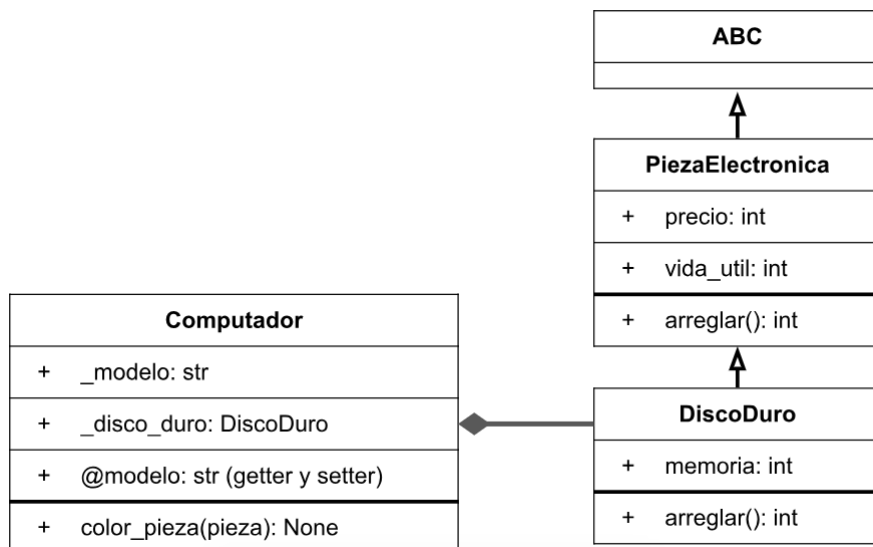 ABC
PiezaElectronica
+ precio: int
+ vida_util: int
+ arreglar(): int
Computador
+ _modelo: str
+ _disco_duro: DiscoDuro
+ @modelo: str (getter y setter)
+ color_pieza(pieza): None
DiscoDuro
+ memoria: int
+ arreglar(): int